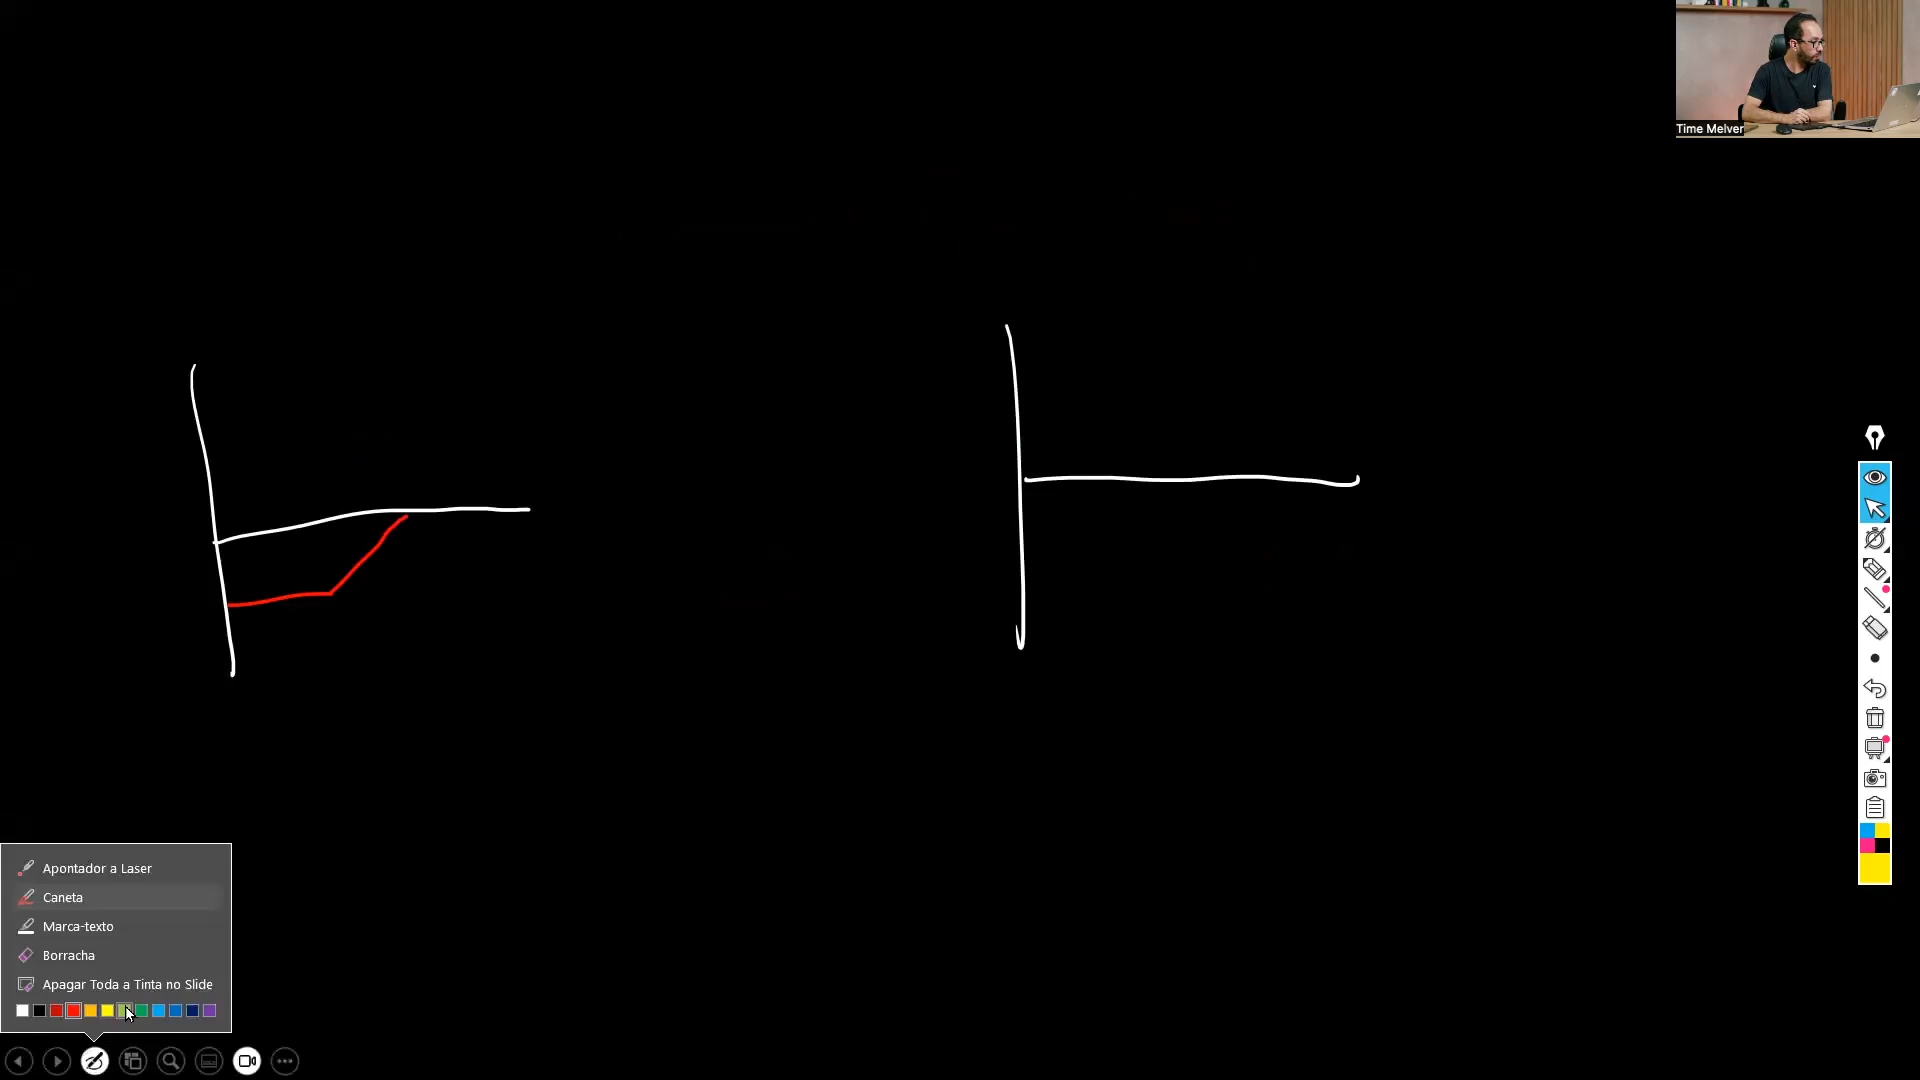 Time Melver
Apontador a Laser
Caneta
Marca-texto
Borracha
Apagar Toda a Tinta no Slide